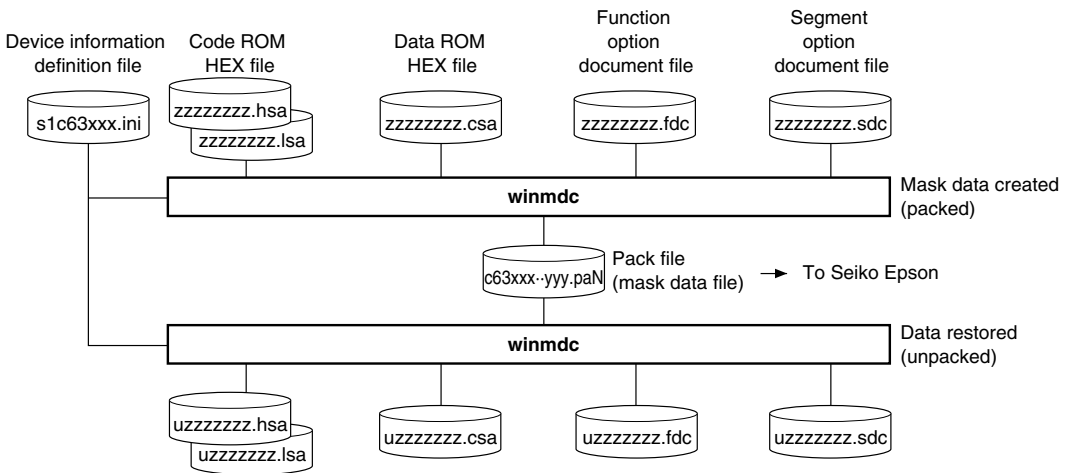 Device information
definition file
Code ROM
HEX file
Data ROM
HEX file
Function
option
document file
Segment
option
document file
s1c63xxx.ini
zzzzzzzz.hsa
zzzzzzzz.lsa
zzzzzzzz.csa
zzzzzzzz.fdc
zzzzzzzz.sdc
winmdc
Mask data created
(packed)
c63xxx··yyy.paN
Pack file
(mask data file)
To Seiko Epson
winmdc
Data restored
(unpacked)
uzzzzzzz.hsa
uzzzzzzz.lsa
uzzzzzzz.csa
uzzzzzzz.fdc
uzzzzzzz.sdc